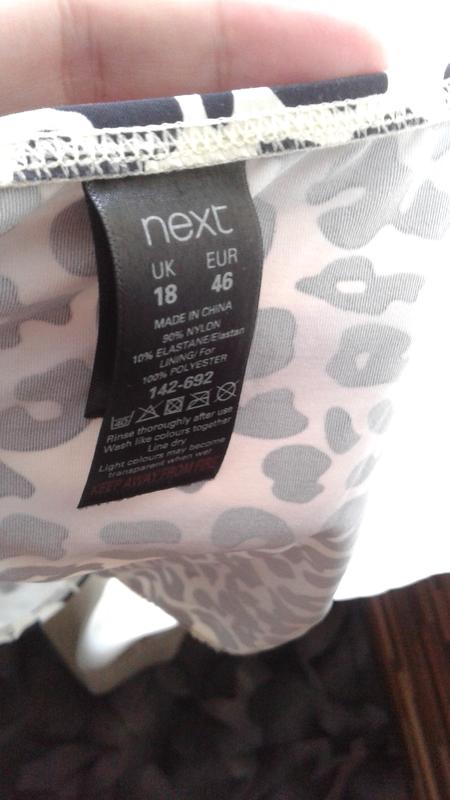 next
UK EUR
18 46
MADE IN CHINA
90% NYLON
10% ELASTANE/Elastan
LINING/ For
100% POLYESTER
142-692
Rinse thoroughly after use
Wash like colours together
Line dry
Light colours may become
transparent when wet
KEEP AWAY FROM FIRE